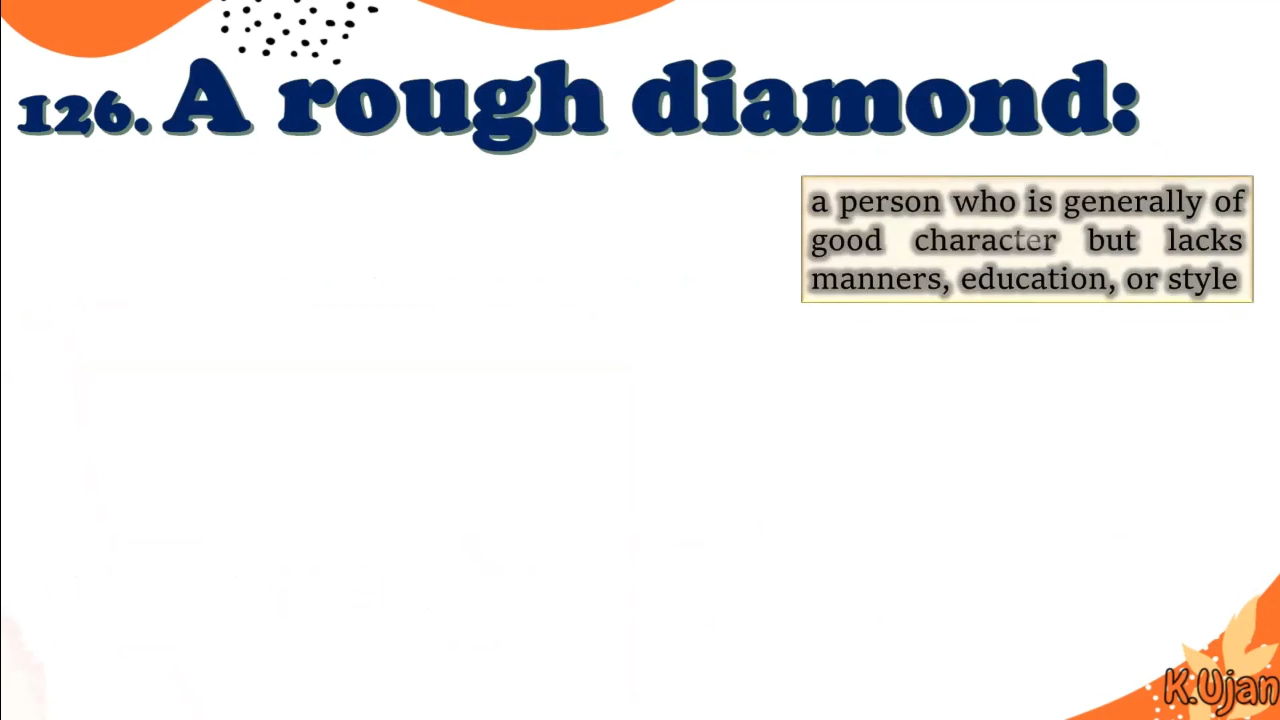 126. A rough diamond:
a person who is generally of
good character but lacks
manners, education, or style
K.Ujan